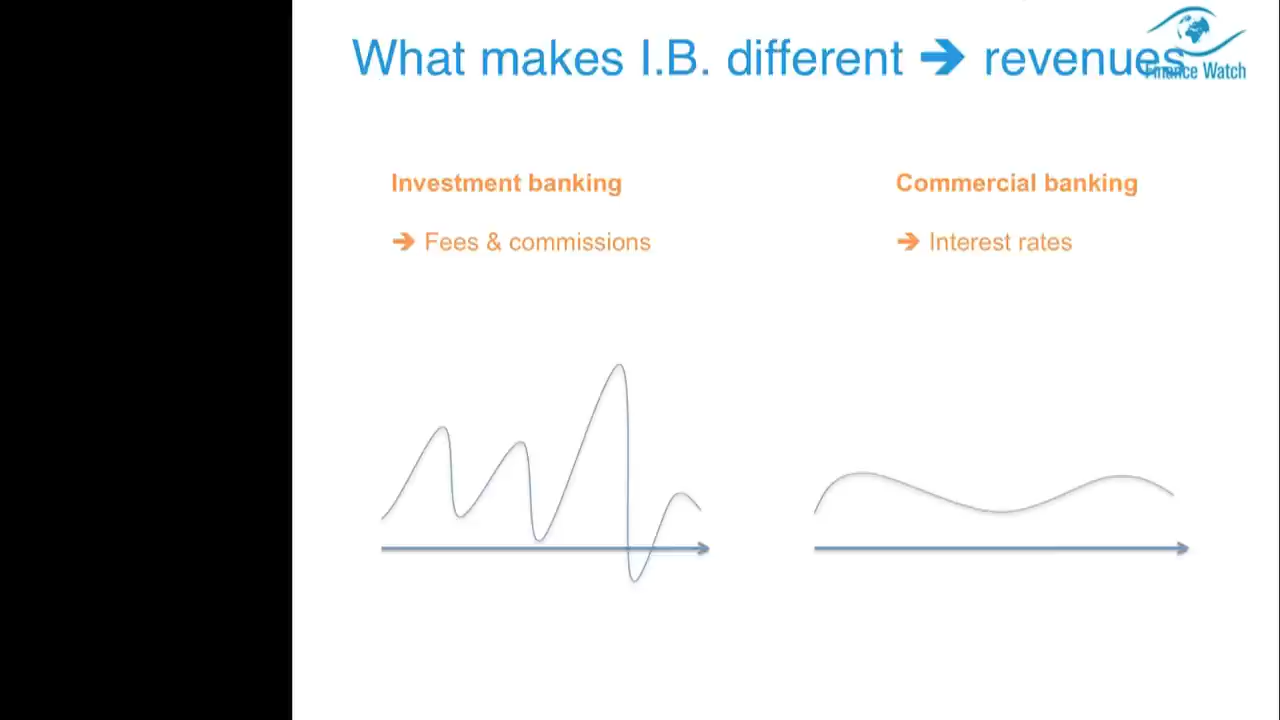 What makes I.B. different ➔ revenues
Finance Watch
Investment banking
➔ Fees & commissions
Commercial banking
➔ Interest rates